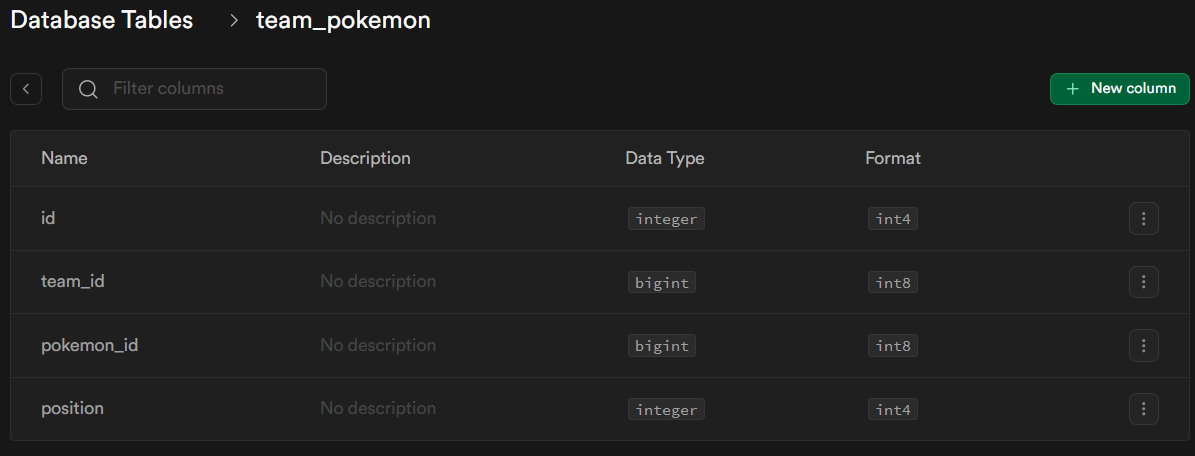 Database Tables > team_pokemon
Filter columns
New column
Name Description Data Type Format
id No description integer int4
team_id No description bigint int8
pokemon_id No description bigint int8
position No description integer int4